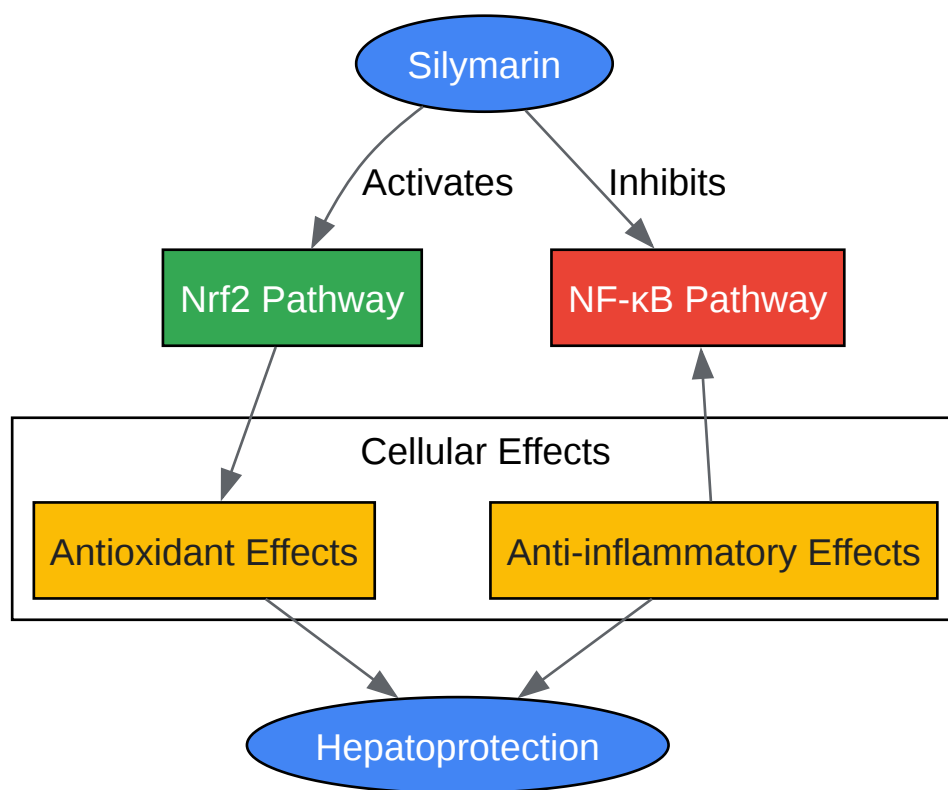 Silymarin
Activates
Inhibits
Nrf2 Pathway
NF-κB Pathway
Cellular Effects
Antioxidant Effects
Anti-inflammatory Effects
Hepatoprotection